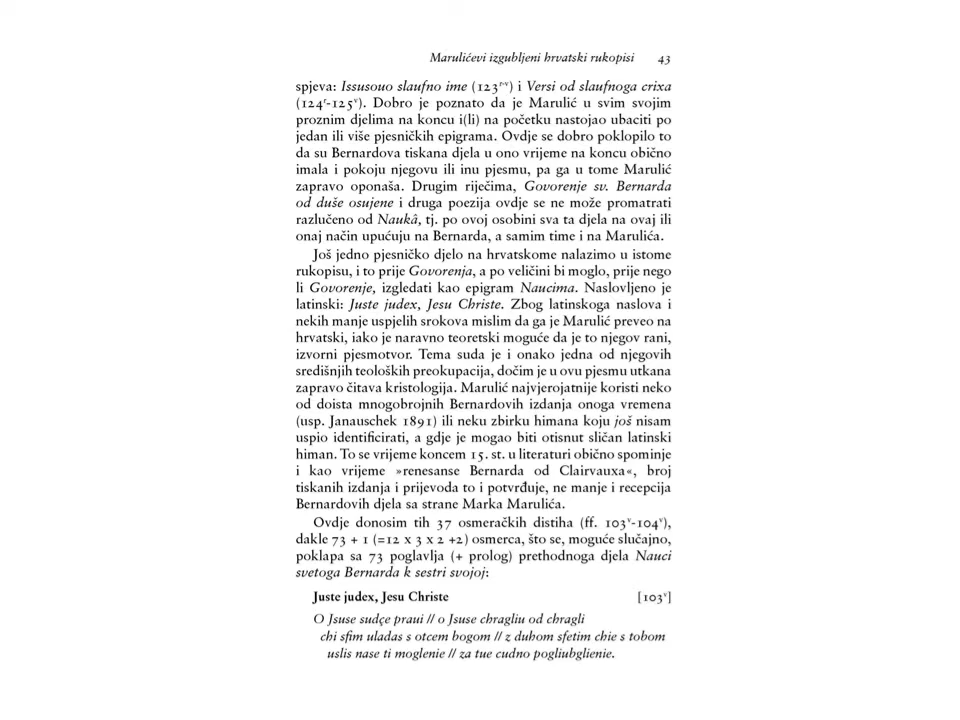 Marulićevi izgubljeni hrvatski rukopisi 43
spjeva: Issusouo slaufno ime (123r-v) i Versi od slaufnoga crixa
(124r-125v). Dobro je poznato da je Marulić u svim svojim
proznim djelima na koncu i(li) na početku nastojao ubaciti po
jedan ili više pjesničkih epigrama. Ovdje se dobro poklopilo to
da su Bernardova tiskana djela u ono vrijeme na koncu obično
imala i pokoju njegovu ili inu pjesmu, pa ga u tome Marulić
zapravo oponaša. Drugim riječima, Govorenje sv. Bernarda
od duše osujene i druga poezija ovdje se ne može promatrati
razlučeno od Naukâ, tj. po ovoj osobini sva ta djela na ovaj ili
onaj način upućuju na Bernarda, a samim time i na Marulića.
Još jedno pjesničko djelo na hrvatskome nalazimo u istome
rukopisu, i to prije Govorenja, a po veličini bi moglo, prije nego
li Govorenje, izgledati kao epigram Naucima. Naslovljeno je
latinski: Juste judex, Jesu Christe. Zbog latinskoga naslova i
nekih manje uspjelih srokova mislim da ga je Marulić preveo na
hrvatski, iako je naravno teoretski moguće da je to njegov rani,
izvorni pjesmotvor. Tema suda je i onako jedna od njegovih
središnjih teoloških preokupacija, dočim je u ovu pjesmu utkana
zapravo čitava kristologija. Marulić najvjerojatnije koristi neko
od doista mnogobrojnih Bernardovih izdanja onoga vremena
(usp. Janauschek 1891) ili neku zbirku himana koju još nisam
uspio identificirati, a gdje je mogao biti otisnut sličan latinski
himan. To se vrijeme koncem 15. st. u literaturi obično spominje
i kao vrijeme »renesanse Bernarda od Clairvauxa«, broj
tiskanih izdanja i prijevoda to i potvrđuje, ne manje i recepcija
Bernardovih djela sa strane Marka Marulića.
Ovdje donosim tih 37 osmeračkih distiha (ff. 103v-104v),
dakle 73 + 1 (=12 x 3 x 2 +2) osmerca, što se, moguće slučajno,
poklapa sa 73 poglavlja (+ prolog) prethodnoga djela Nauci
svetoga Bernarda k sestri svojoj:
Juste judex, Jesu Christe [103v]
O Jsuse sudçe praui // o Jsuse chragliu od chragli
chi sfim uladas s otcem bogom // z duhom sfetim chie s tobom
uslis nase ti moglenie // za tue cudno pogliubglienie.